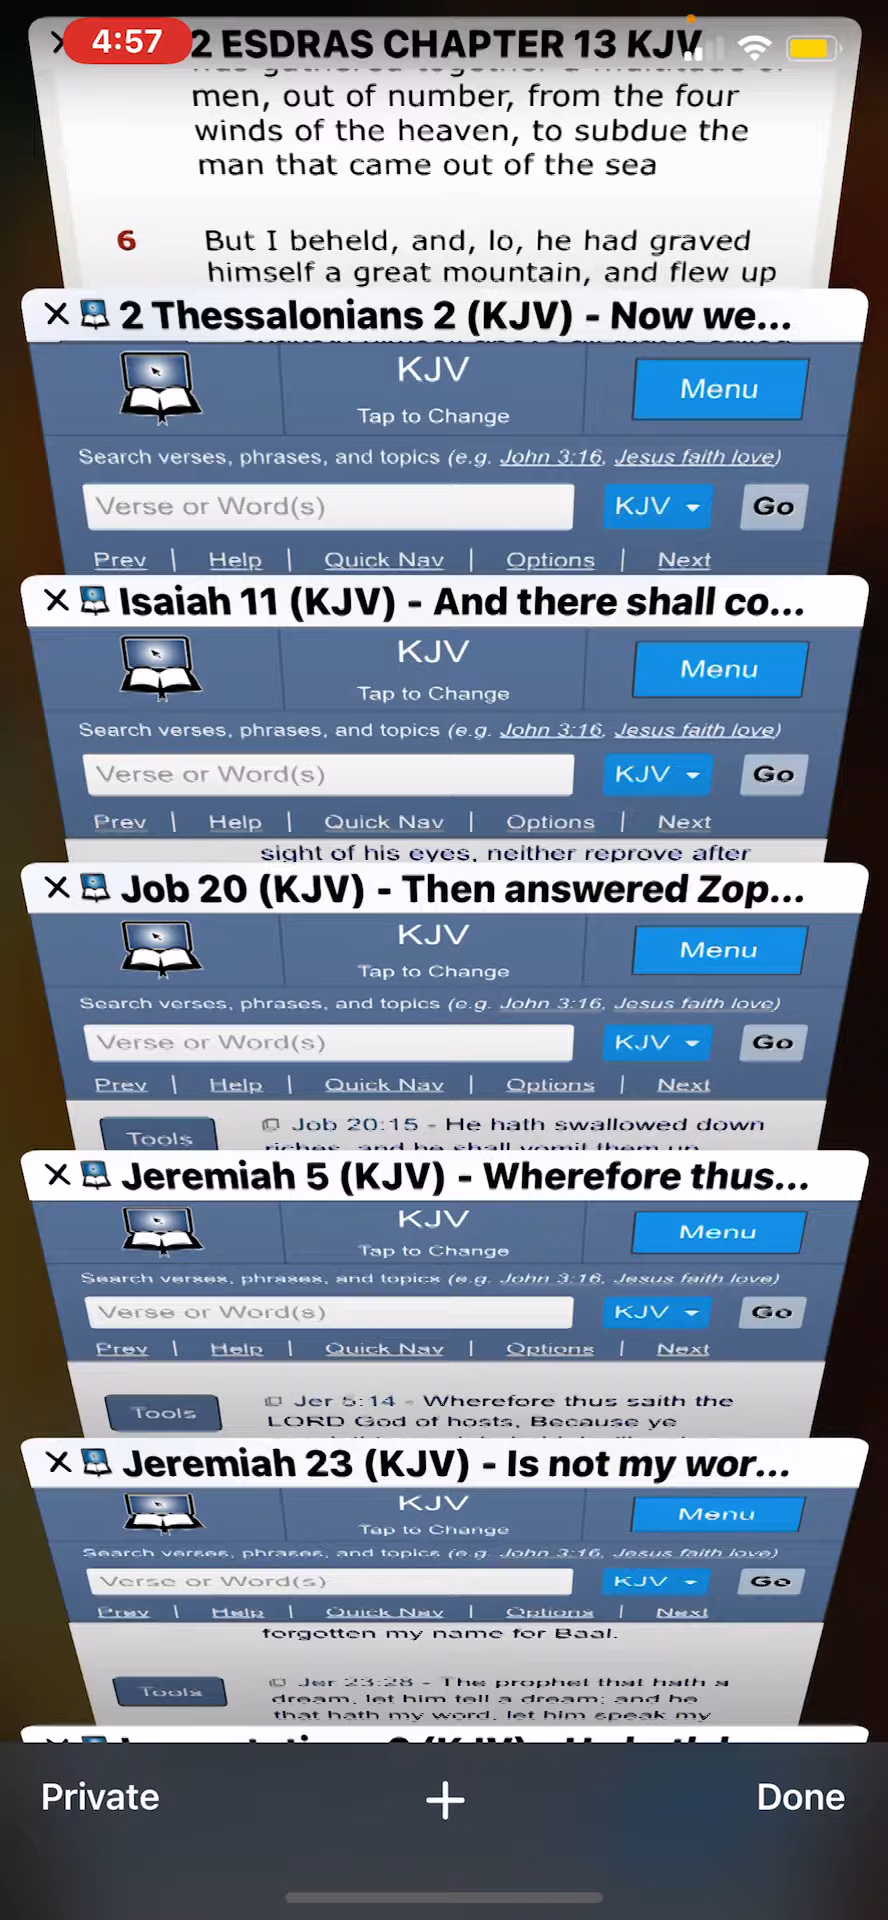 4:57
2 ESDRAS CHAPTER 13 KJV
was gathered together a multitude of
men, out of number, from the four
winds of the heaven, to subdue the
man that came out of the sea
6 But I beheld, and, lo, he had graved
himself a great mountain, and flew up
2 Thessalonians 2 (KJV) - Now we...
KJV
Tap to Change
Menu
Search verses, phrases, and topics (e.g. John 3:16, Jesus faith love)
Verse or Word(s) KJV Go
Prev | Help | Quick Nav | Options | Next
Isaiah 11 (KJV) - And there shall co...
KJV
Tap to Change
Menu
Search verses, phrases, and topics (e.g. John 3:16, Jesus faith love)
Verse or Word(s) KJV Go
Prev | Help | Quick Nav | Options | Next
sight of his eyes, neither reprove after
Job 20 (KJV) - Then answered Zop...
KJV
Tap to Change
Menu
Search verses, phrases, and topics (e.g. John 3:16, Jesus faith love)
Verse or Word(s) KJV Go
Prev | Help | Quick Nav | Options | Next
Tools Job 20:15 - He hath swallowed down
riches, and he shall vomit them up
Jeremiah 5 (KJV) - Wherefore thus...
KJV
Tap to Change
Menu
Search verses, phrases, and topics (e.g. John 3:16, Jesus faith love)
Verse or Word(s) KJV Go
Prev | Help | Quick Nav | Options | Next
Tools Jer 5:14 - Wherefore thus saith the
LORD God of hosts, Because ye
Jeremiah 23 (KJV) - Is not my wor...
KJV
Tap to Change
Menu
Search verses, phrases, and topics (e.g. John 3:16, Jesus faith love)
Verse or Word(s) KJV Go
Prev | Help | Quick Nav | Options | Next
forgotten my name for Baal.
Tools Jer 23:28 - The prophet that hath a
dream, let him tell a dream; and he
that hath my word, let him speak my
Private + Done